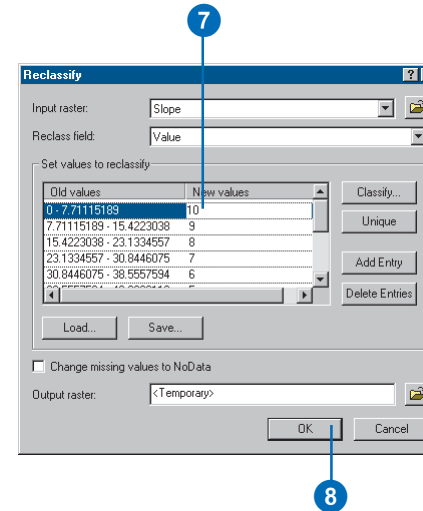 7
Reclassify
?
Input raster: Slope
Reclass field: Value
Set values to reclassify
Old values New values
0 - 7.71115189 10
7.71115189 - 15.4223038 9
15.4223038 - 23.1334557 8
23.1334557 - 30.8446075 7
30.8446075 - 38.5557594 6
Classify...
Unique
Add Entry
Delete Entries
Load... Save...
Change missing values to NoData
Output raster: <Temporary>
OK Cancel
8